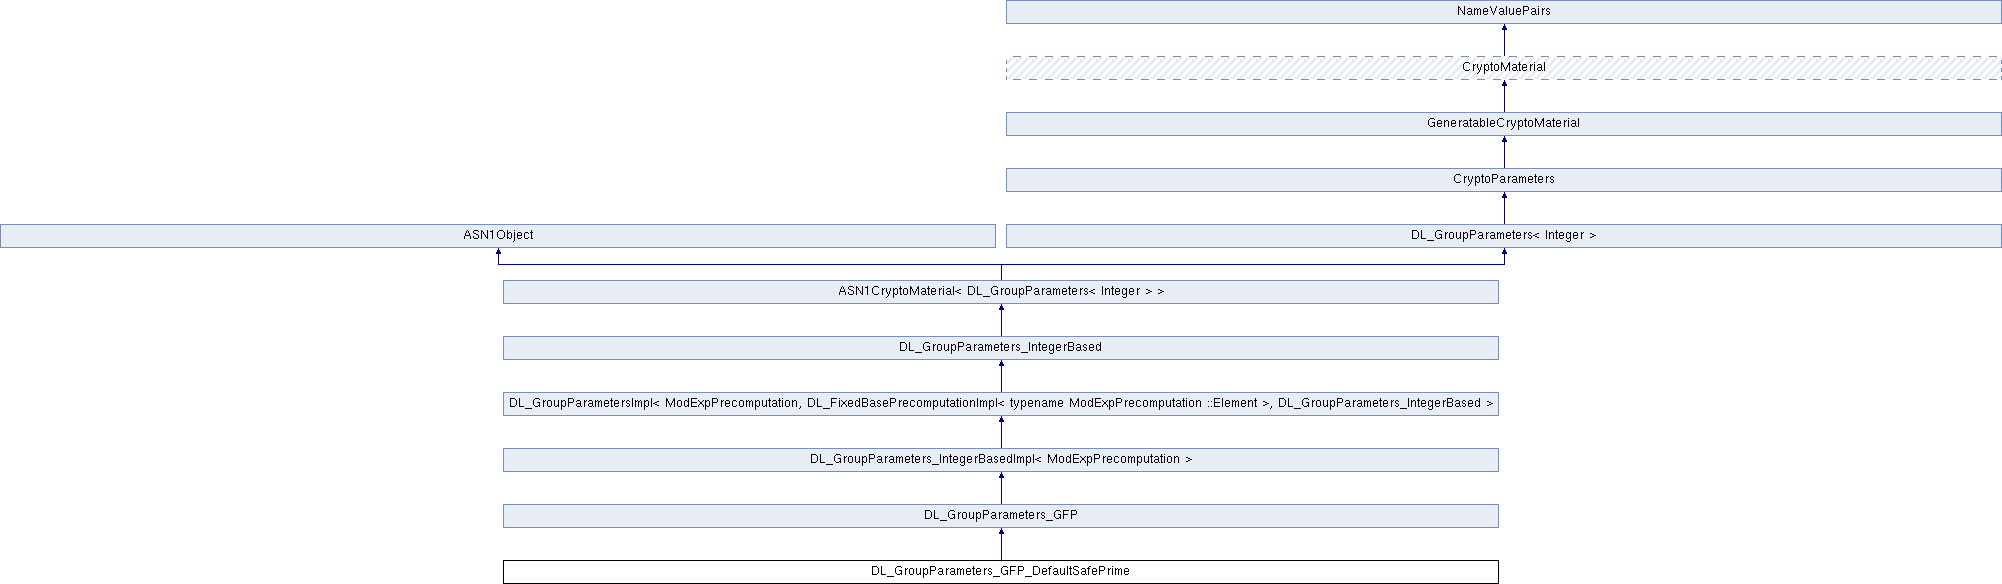 NameValuePairs
CryptoMaterial
GeneratableCryptoMaterial
CryptoParameters
ASN1Object
DL_GroupParameters< Integer >
ASN1CryptoMaterial< DL_GroupParameters< Integer > >
DL_GroupParameters_IntegerBased
DL_GroupParametersImpl< ModExpPrecomputation, DL_FixedBasePrecomputationImpl< typename ModExpPrecomputation ::Element >, DL_GroupParameters_IntegerBased >
DL_GroupParameters_IntegerBasedImpl< ModExpPrecomputation >
DL_GroupParameters_GFP
DL_GroupParameters_GFP_DefaultSafePrime